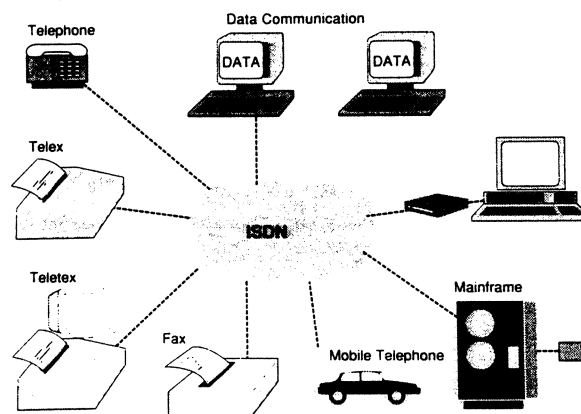 Data Communication
Telephone
DATA
DATA
Telex
ISDN
Teletex
Mainframe
Fax
Mobile Telephone